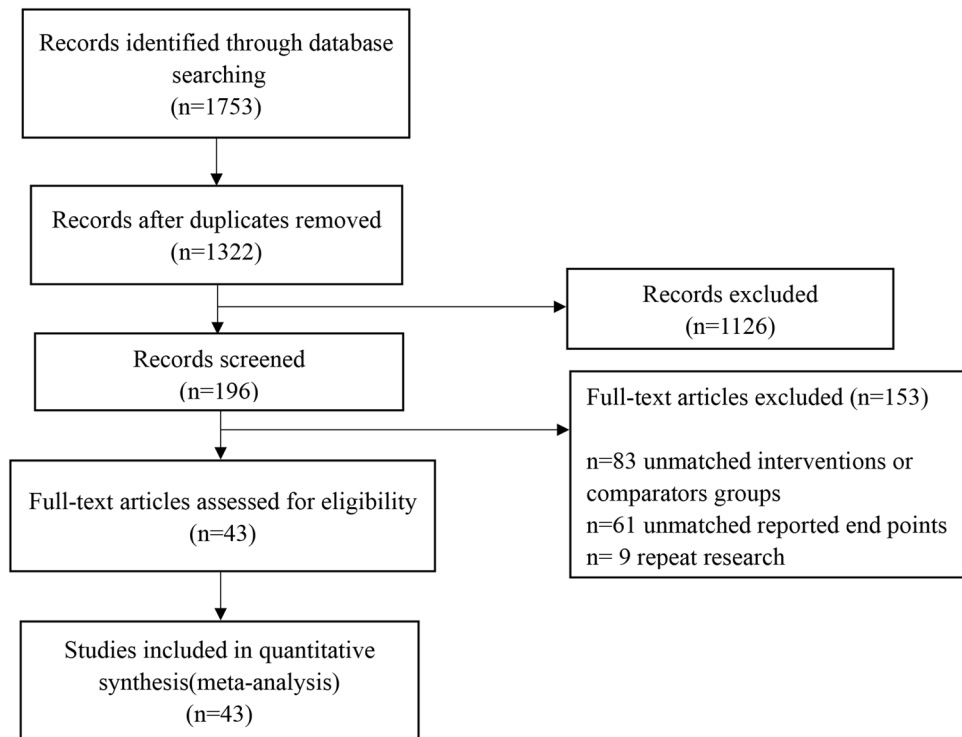 Records identified through database
searching
(n=1753)
Records after duplicates removed
(n=1322)
Records excluded
(n=1126)
Records screened
(n=196)
Full-text articles excluded (n=153)
n=83 unmatched interventions or
comparators groups
n=61 unmatched reported end points
n= 9 repeat research
Full-text articles assessed for eligibility
(n=43)
Studies included in quantitative
synthesis(meta-analysis)
(n=43)